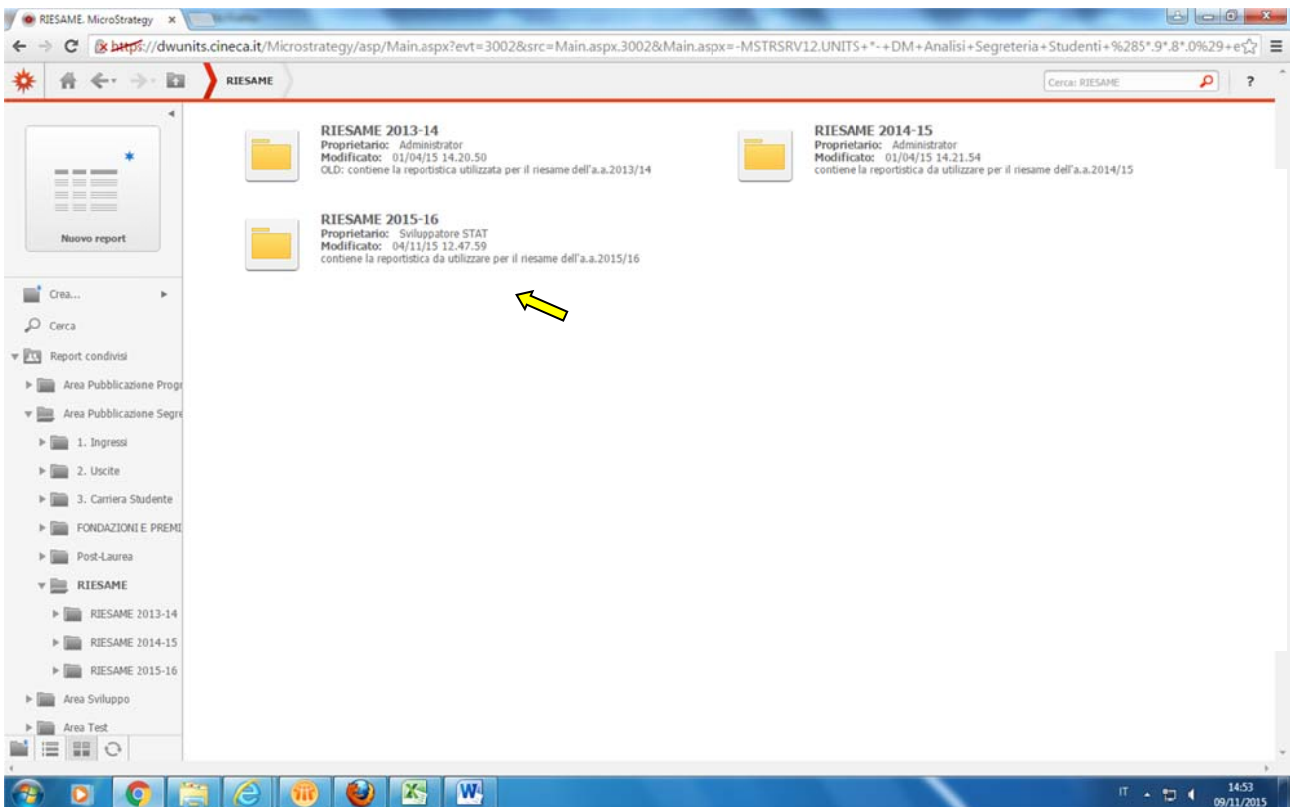 RIESAME. MicroStrategy
https://dwunits.cineca.it/Microstrategy/asp/Main.aspx?evt=3002&src=Main.aspx.3002&Main.aspx=-MSTRSRV12.UNITS+*-+DM+Analisi+Segreteria+Studenti+%285*.9*.8*.0%29+e
RIESAME
Cerca: RIESAME
?
Nuovo report
Crea...
Cerca
Report condivisi
Area Pubblicazione Progr
Area Pubblicazione Segre
1. Ingressi
2. Uscite
3. Carriera Studente
FONDAZIONI E PREMI
Post-Laurea
RIESAME
RIESAME 2013-14
RIESAME 2014-15
RIESAME 2015-16
Area Sviluppo
Area Test
RIESAME 2013-14
Proprietario: Administrator
Modificato: 01/04/15 14.20.50
OLD: contiene la reportistica utilizzata per il riesame dell'a.a.2013/14
RIESAME 2014-15
Proprietario: Administrator
Modificato: 01/04/15 14.21.54
contiene la reportistica da utilizzare per il riesame dell'a.a.2014/15
RIESAME 2015-16
Proprietario: Sviluppatore STAT
Modificato: 04/11/15 12.47.59
contiene la reportistica da utilizzare per il riesame dell'a.a.2015/16
IT
14:53
09/11/2015